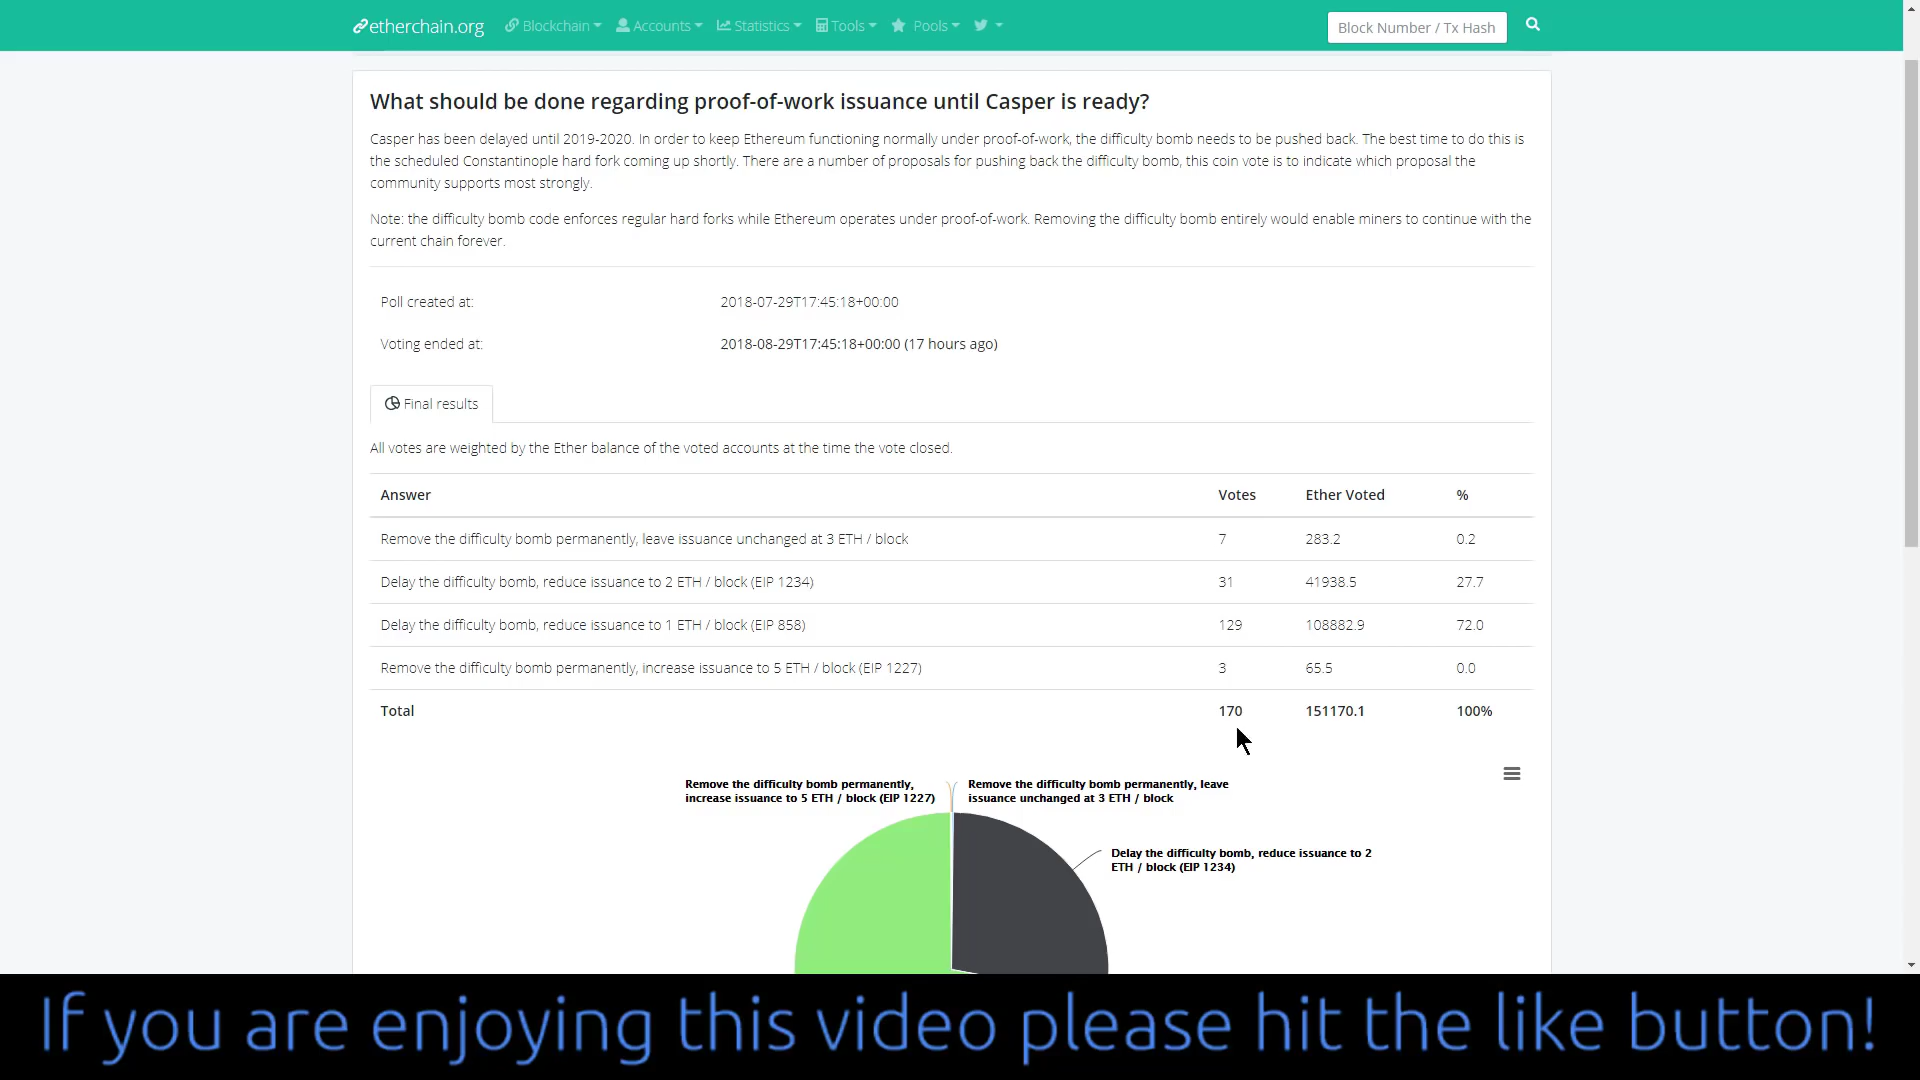 etherchain.org Blockchain Accounts Statistics Tools Pools Block Number / Tx Hash
What should be done regarding proof-of-work issuance until Casper is ready?
Casper has been delayed until 2019-2020. In order to keep Ethereum functioning normally under proof-of-work, the difficulty bomb needs to be pushed back. The best time to do this is
the scheduled Constantinople hard fork coming up shortly. There are a number of proposals for pushing back the difficulty bomb, this coin vote is to indicate which proposal the
community supports most strongly.
Note: the difficulty bomb code enforces regular hard forks while Ethereum operates under proof-of-work. Removing the difficulty bomb entirely would enable miners to continue with the
current chain forever.
Poll created at: 2018-07-29T17:45:18+00:00
Voting ended at: 2018-08-29T17:45:18+00:00 (17 hours ago)
Final results
All votes are weighted by the Ether balance of the voted accounts at the time the vote closed.
Answer Votes Ether Voted %
Remove the difficulty bomb permanently, leave issuance unchanged at 3 ETH / block 7 283.2 0.2
Delay the difficulty bomb, reduce issuance to 2 ETH / block (EIP 1234) 31 41938.5 27.7
Delay the difficulty bomb, reduce issuance to 1 ETH / block (EIP 858) 129 108882.9 72.0
Remove the difficulty bomb permanently, increase issuance to 5 ETH / block (EIP 1227) 3 65.5 0.0
Total 170 151170.1 100%
Remove the difficulty bomb permanently,
increase issuance to 5 ETH / block (EIP 1227)
Remove the difficulty bomb permanently, leave
issuance unchanged at 3 ETH / block
Delay the difficulty bomb, reduce issuance to 2
ETH / block (EIP 1234)
If you are enjoying this video please hit the like button!